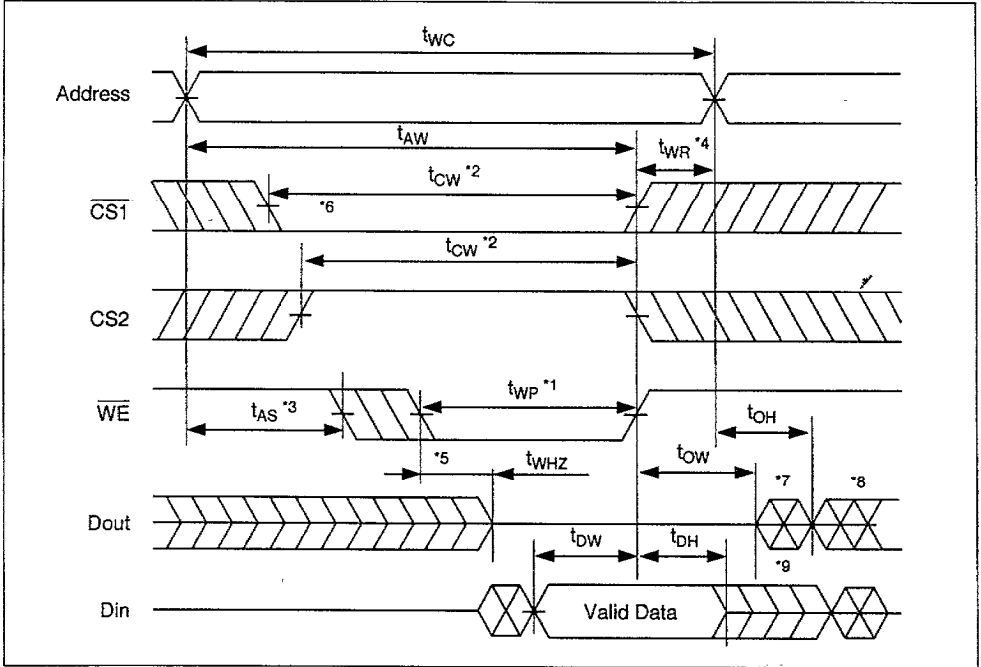 tWC
Address
tAW
tWR *4
tCW *2
CS1
*6
tCW *2
CS2
WE
tWP *1
tAS *3
tOH
*5
tWHZ
tOW
*7
*8
Dout
tDW
tDH
*9
Din
Valid Data